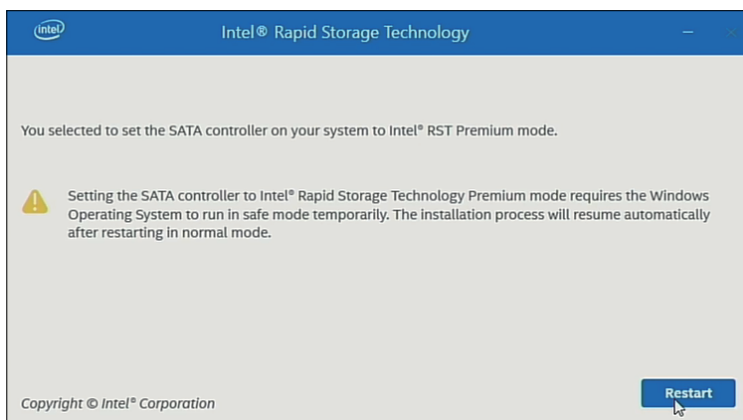 intel
Intel® Rapid Storage Technology
You selected to set the SATA controller on your system to Intel® RST Premium mode.
Setting the SATA controller to Intel® Rapid Storage Technology Premium mode requires the Windows
Operating System to run in safe mode temporarily. The installation process will resume automatically
after restarting in normal mode.
Restart
Copyright © Intel® Corporation